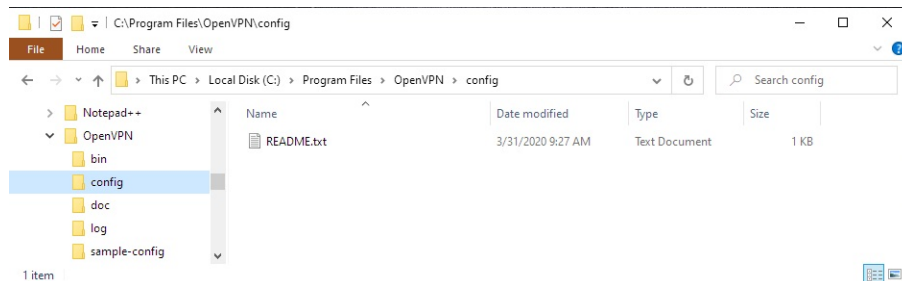 C:\Program Files\OpenVPN\config
File Home Share View
This PC > Local Disk (C:) > Program Files > OpenVPN > config
Search config
Name Date modified Type Size
Notepad++
OpenVPN
README.txt 3/31/2020 9:27 AM Text Document 1 KB
bin
config
doc
log
sample-config
1 item